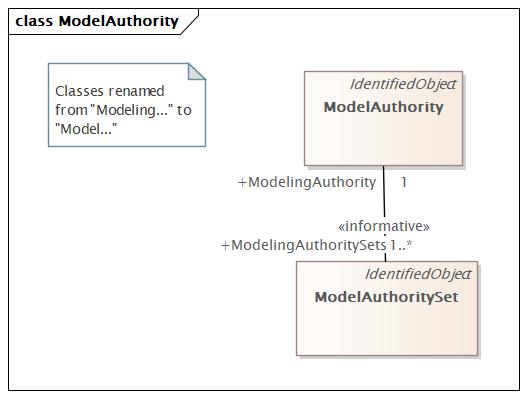 class ModelAuthority
Classes renamed
from "Modeling..." to
"Model..."
IdentifiedObject
ModelAuthority
+ModelingAuthority 1
«informative»
+ModelingAuthoritySets 1..*
IdentifiedObject
ModelAuthoritySet